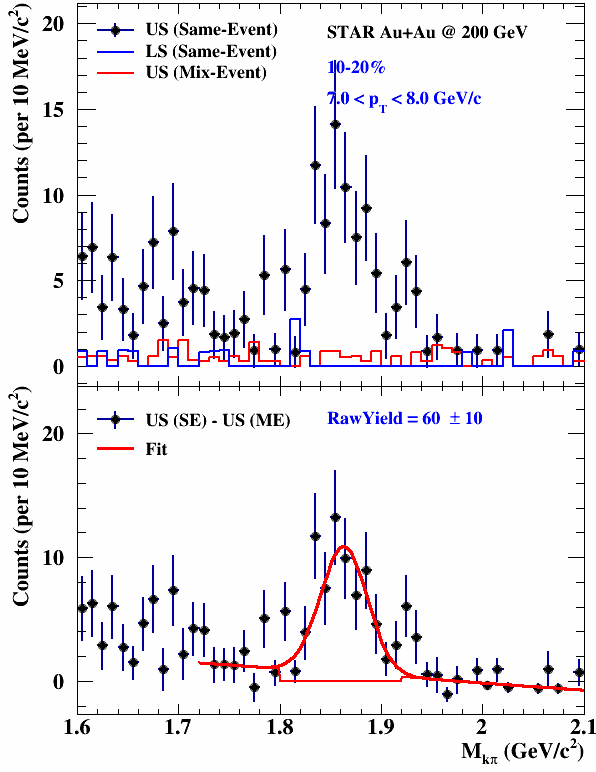 US (Same-Event)
LS (Same-Event)
US (Mix-Event)
STAR Au+Au @ 200 GeV
10-20%
7.0 < p_T < 8.0 GeV/c
Counts (per 10 MeV/c²)
20
15
10
5
0
US (SE) - US (ME)
Fit
RawYield = 60 ± 10
Counts (per 10 MeV/c²)
20
10
0
1.6 1.7 1.8 1.9 2 2.1
M_kπ (GeV/c²)